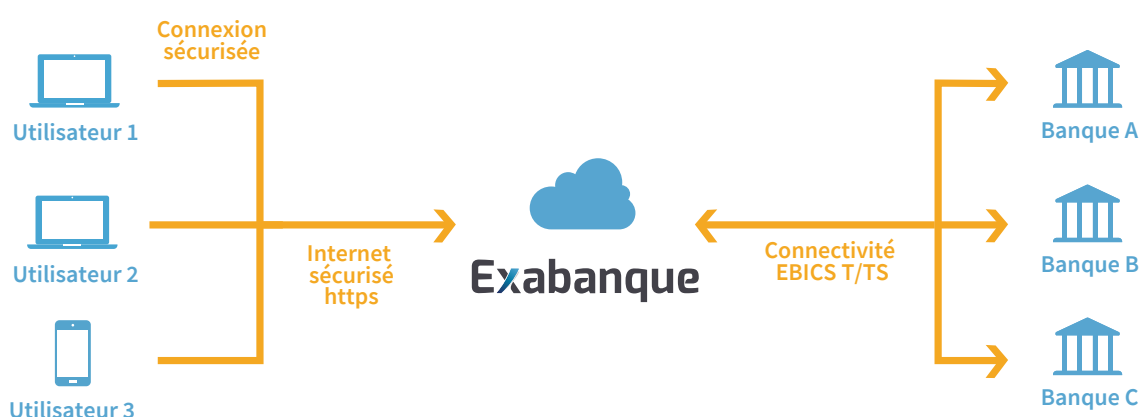 Connexion
sécurisée
Utilisateur 1
Utilisateur 2
Utilisateur 3
Internet
sécurisé
https
Exabanque
Connectivité
EBICS T/TS
Banque A
Banque B
Banque C